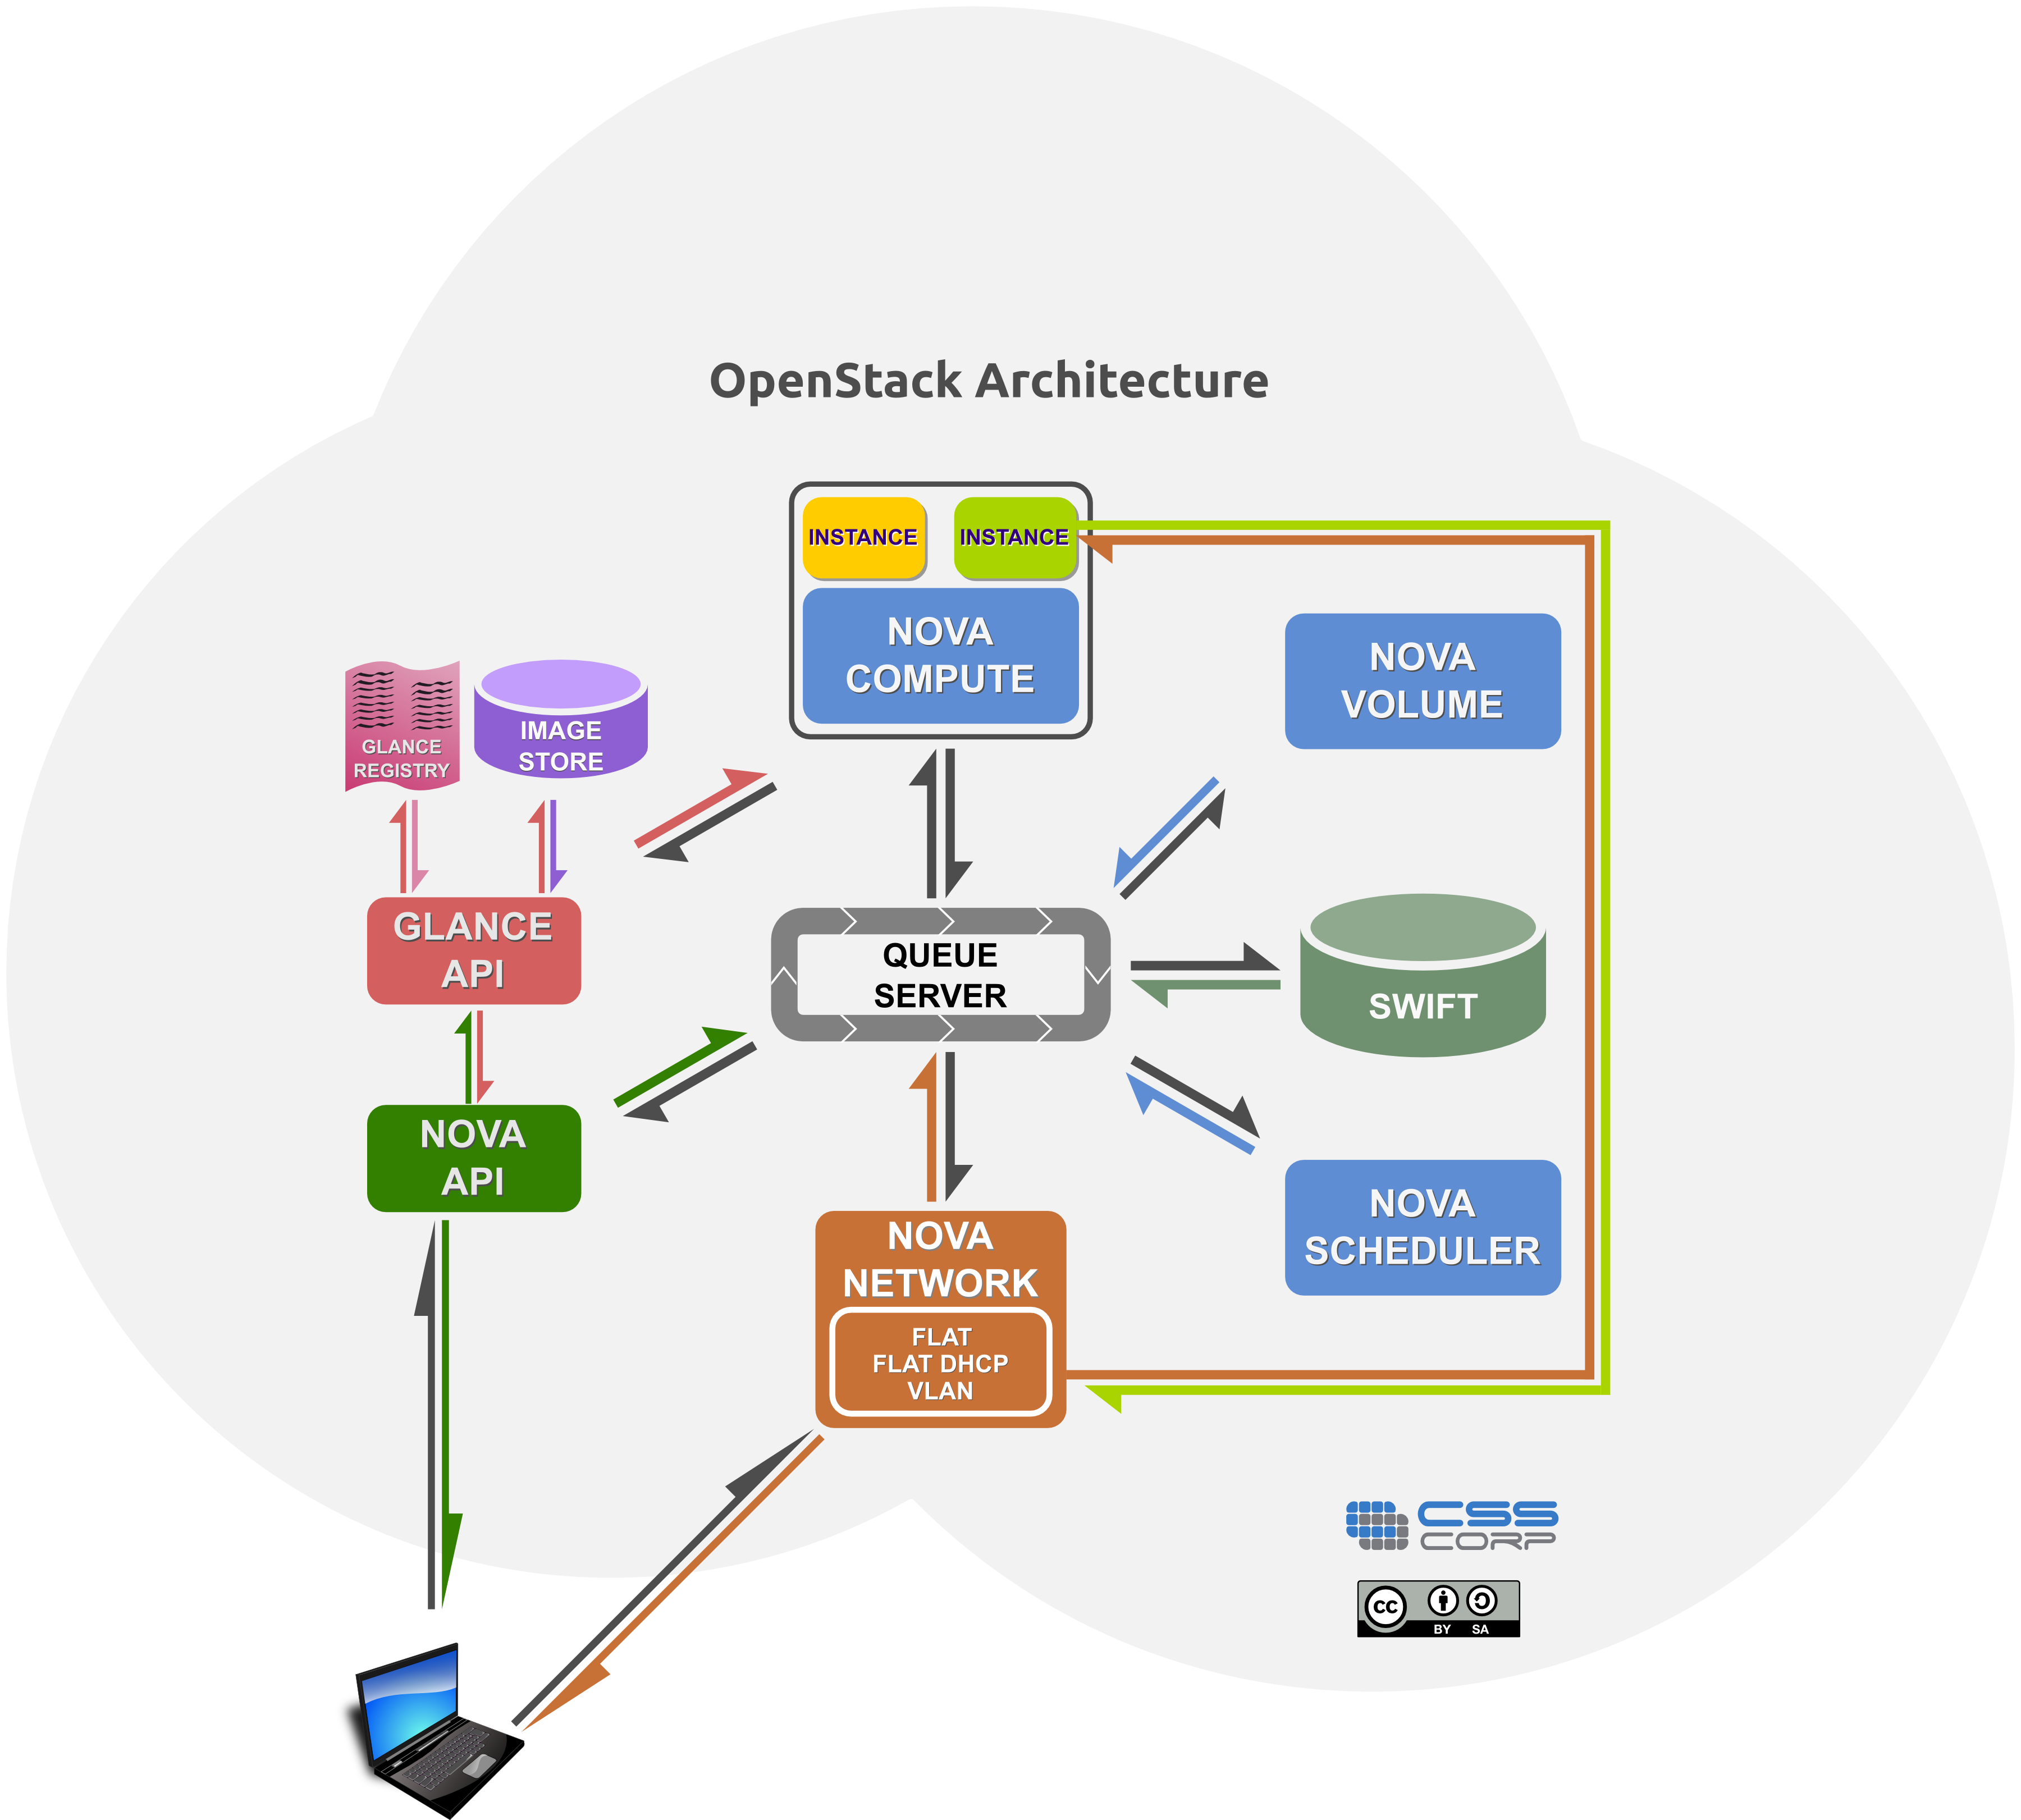 OpenStack Architecture
INSTANCE
INSTANCE
NOVA
COMPUTE
NOVA
VOLUME
GLANCE
REGISTRY
IMAGE
STORE
GLANCE
API
QUEUE
SERVER
SWIFT
NOVA
API
NOVA
SCHEDULER
NOVA
NETWORK
FLAT
FLAT DHCP
VLAN
CSS
CORP
cc
BY SA